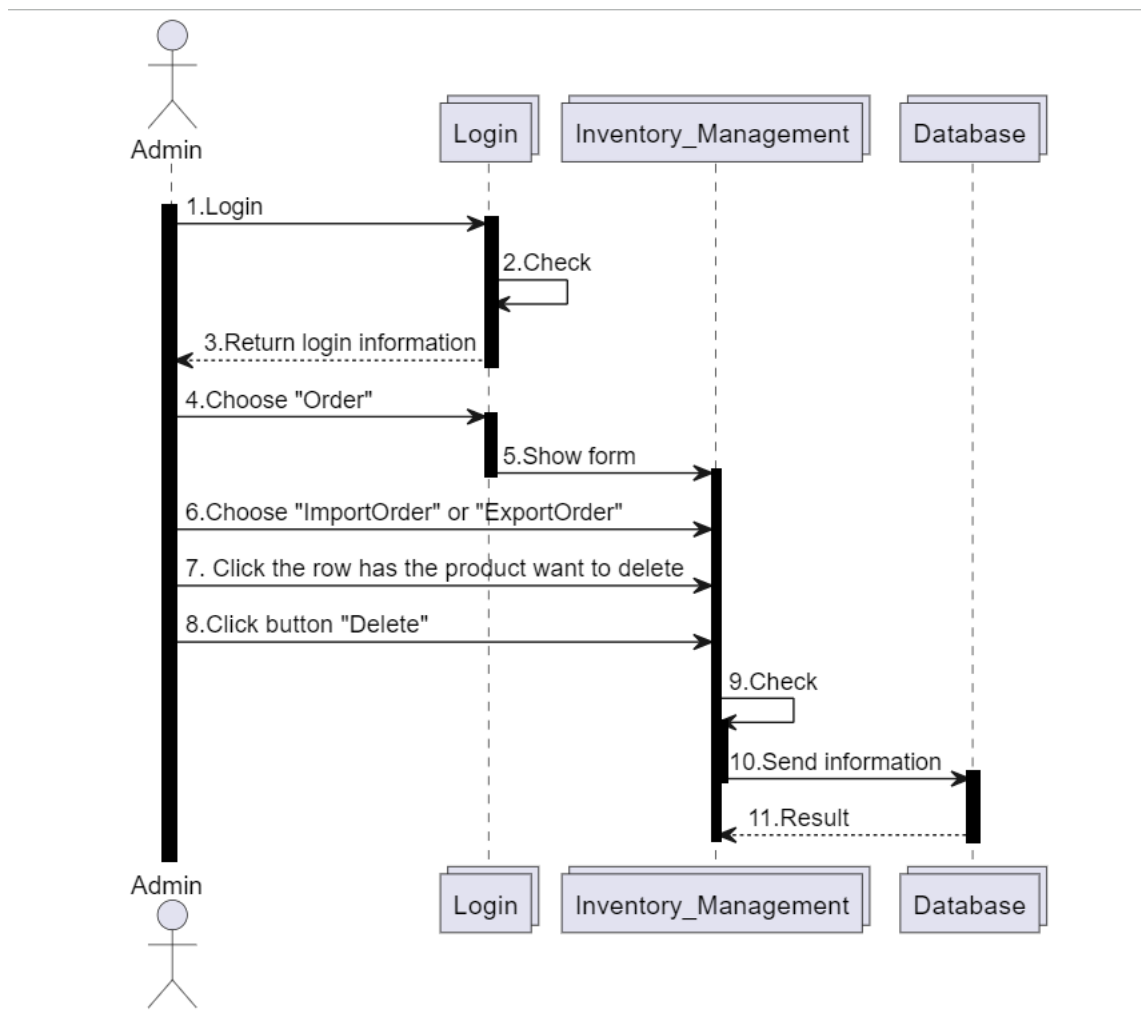 Admin
Login
Inventory_Management
Database
1.Login
2.Check
3.Return login information
4.Choose "Order"
5.Show form
6.Choose "ImportOrder" or "ExportOrder"
7. Click the row has the product want to delete
8.Click button "Delete"
9.Check
10.Send information
11.Result
Admin
Login
Inventory_Management
Database